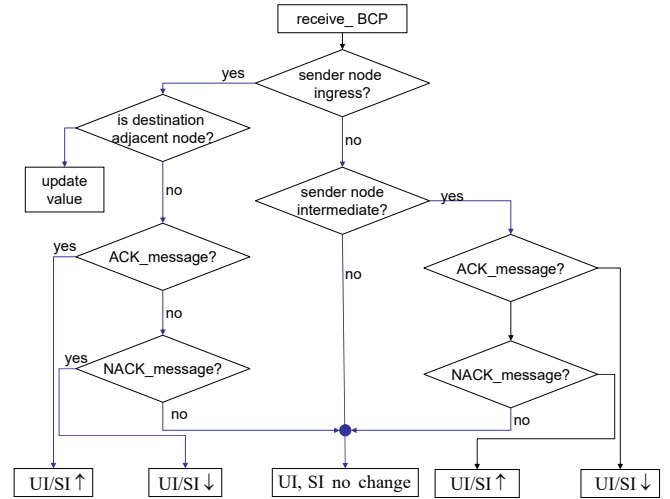 receive_ BCP
yes
sender node
ingress?
is destination
adjacent node?
no
update
value
no
sender node
intermediate?
yes
yes
ACK_message?
no
ACK_message?
no
yes
NACK_message?
NACK_message?
no
no
UI/SI ↑
UI/SI ↓
UI, SI no change
UI/SI ↑
UI/SI ↓